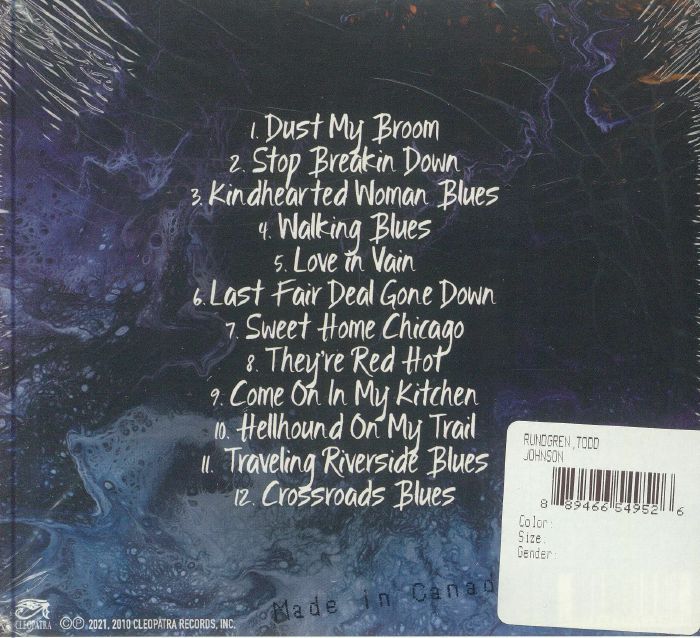 1. Dust My Broom
2. Stop Breakin Down
3. Kindhearted Woman Blues
4. Walking Blues
5. Love in Vain
6. Last Fair Deal Gone Down
7. Sweet Home Chicago
8. They're Red Hot
9. Come On In My Kitchen
10. Hellhound On My Trail
11. Traveling Riverside Blues
12. Crossroads Blues
RUNDGREN,TODD
JOHNSON
8 89466 54952 6
Color:
Size:
Gender:
Made in Canad
CLEOPATRA
©℗ 2021, 2010 CLEOPATRA RECORDS, INC.